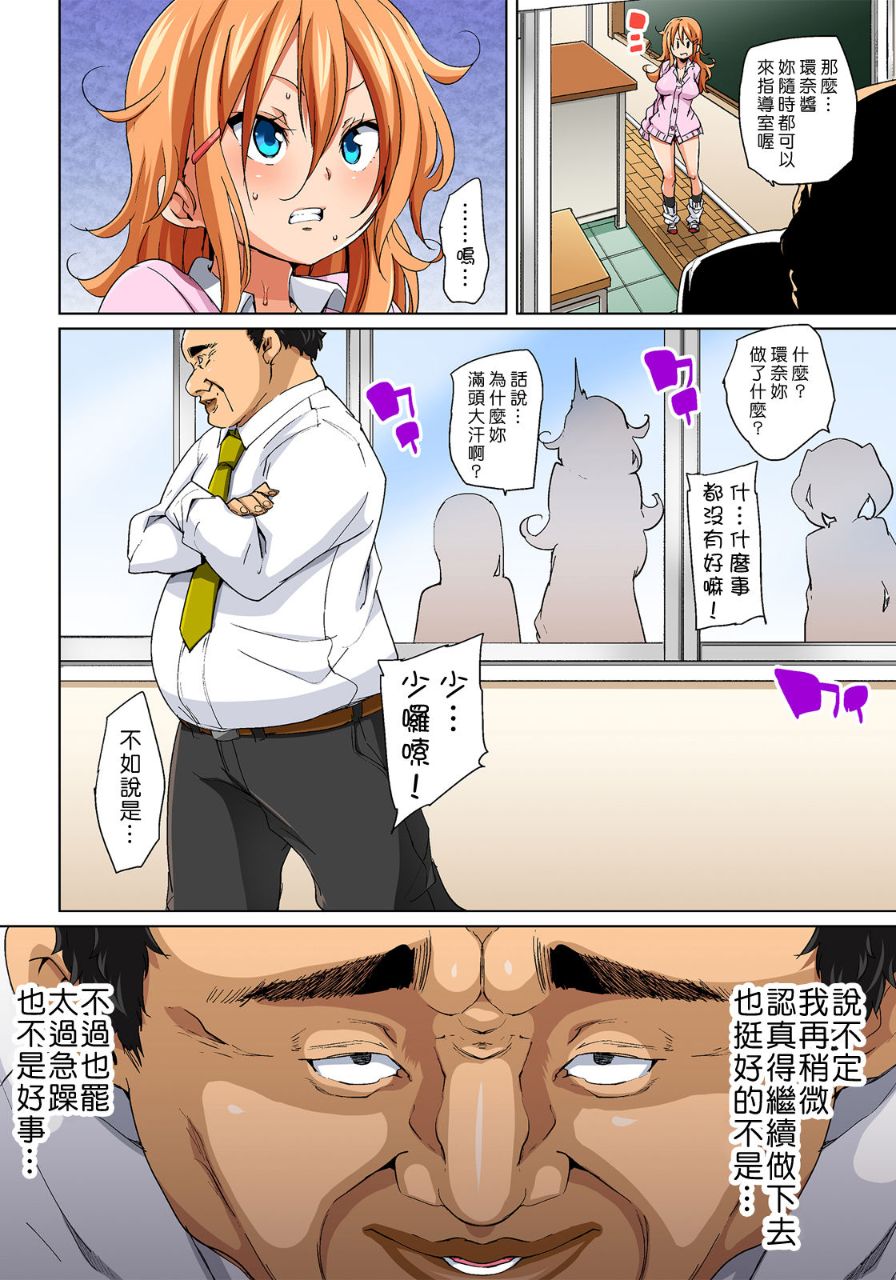 那麼…
環奈醬
妳隨時都可以
來指導室喔
……嗚…
什麼？
環奈妳
做了什麼？
什…什麼事
都沒有好嘛！
話說…
為什麼妳
滿頭大汗啊？
少…
少囉嗦！
不如說是…
說不定
我再稍微
認真得繼續做下去
也挺好的不是…
不過也罷
太過急躁
也不是好事…